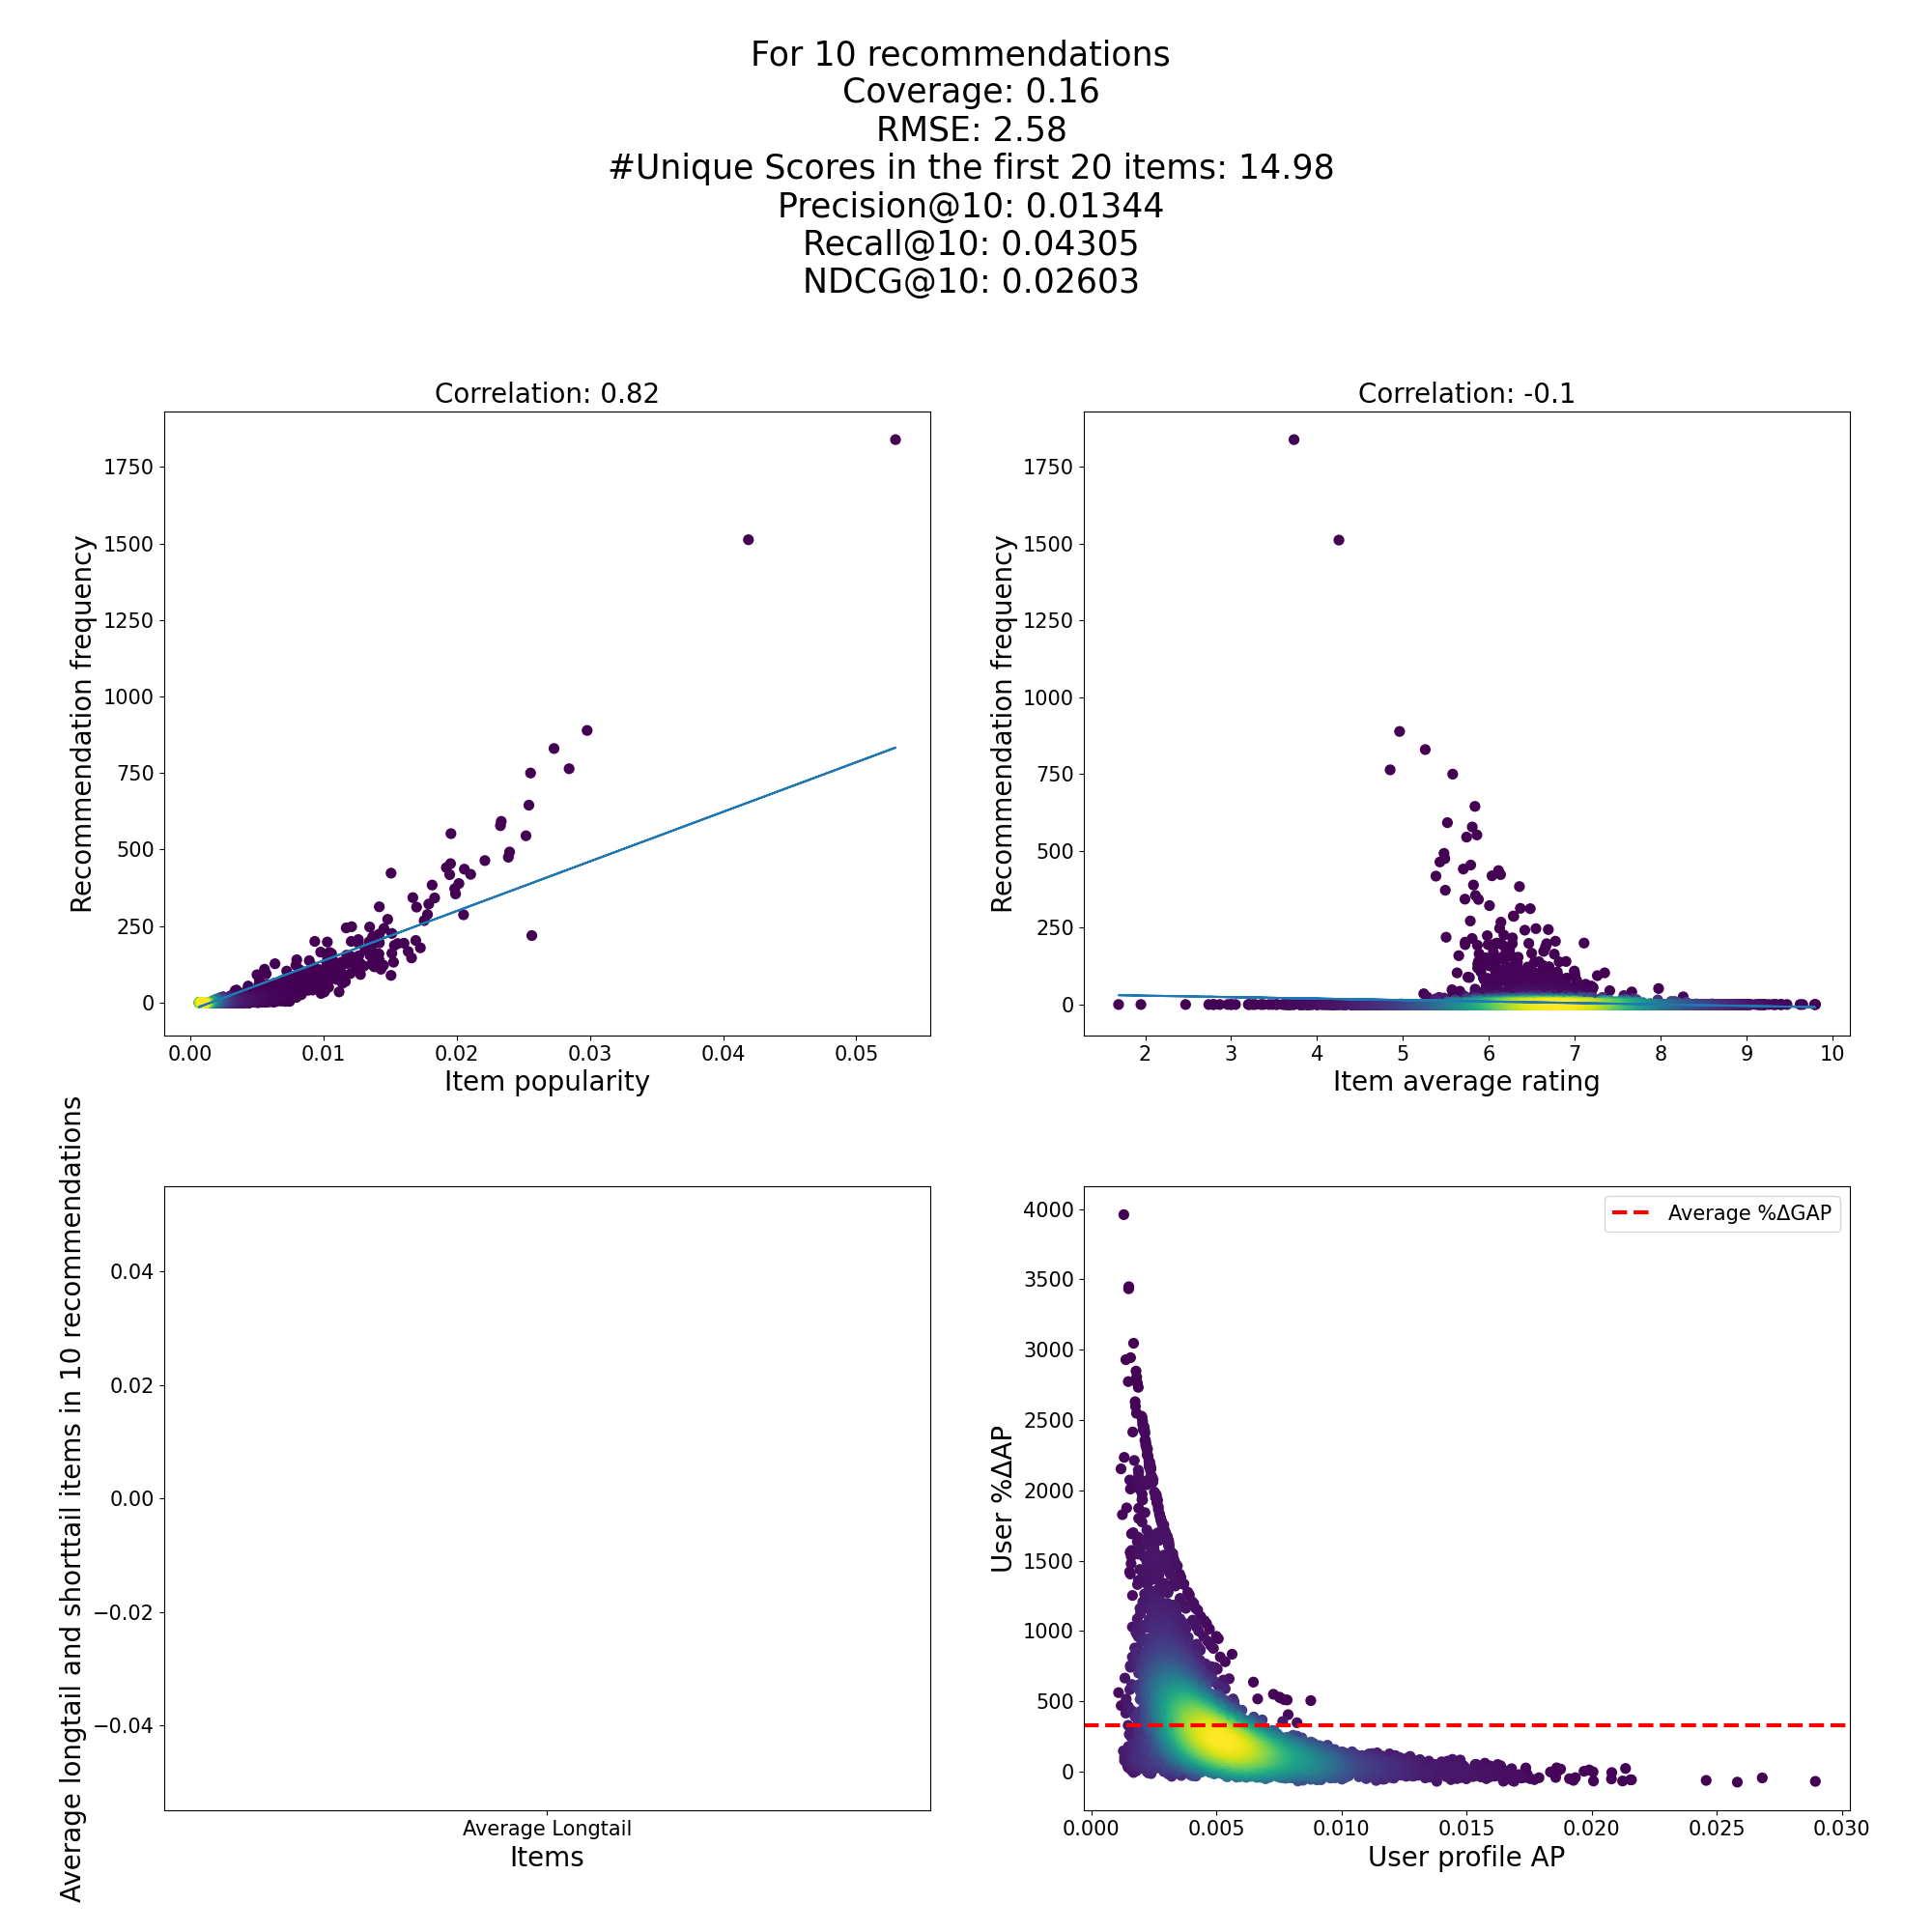 For 10 recommendations
Coverage: 0.16
RMSE: 2.58
#Unique Scores in the first 20 items: 14.98
Precision@10: 0.01344
Recall@10: 0.04305
NDCG@10: 0.02603
Correlation: 0.82
Recommendation frequency
1750
1500
1250
1000
750
500
250
0
0.00 0.01 0.02 0.03 0.04 0.05
Item popularity
Correlation: -0.1
Recommendation frequency
1750
1500
1250
1000
750
500
250
0
2 3 4 5 6 7 8 9 10
Item average rating
Average longtail and shorttail items in 10 recommendations
0.04
0.02
0.00
−0.02
−0.04
Average Longtail
Items
User %ΔAP
4000
3500
3000
2500
2000
1500
1000
500
0
Average %ΔGAP
0.000 0.005 0.010 0.015 0.020 0.025 0.030
User profile AP